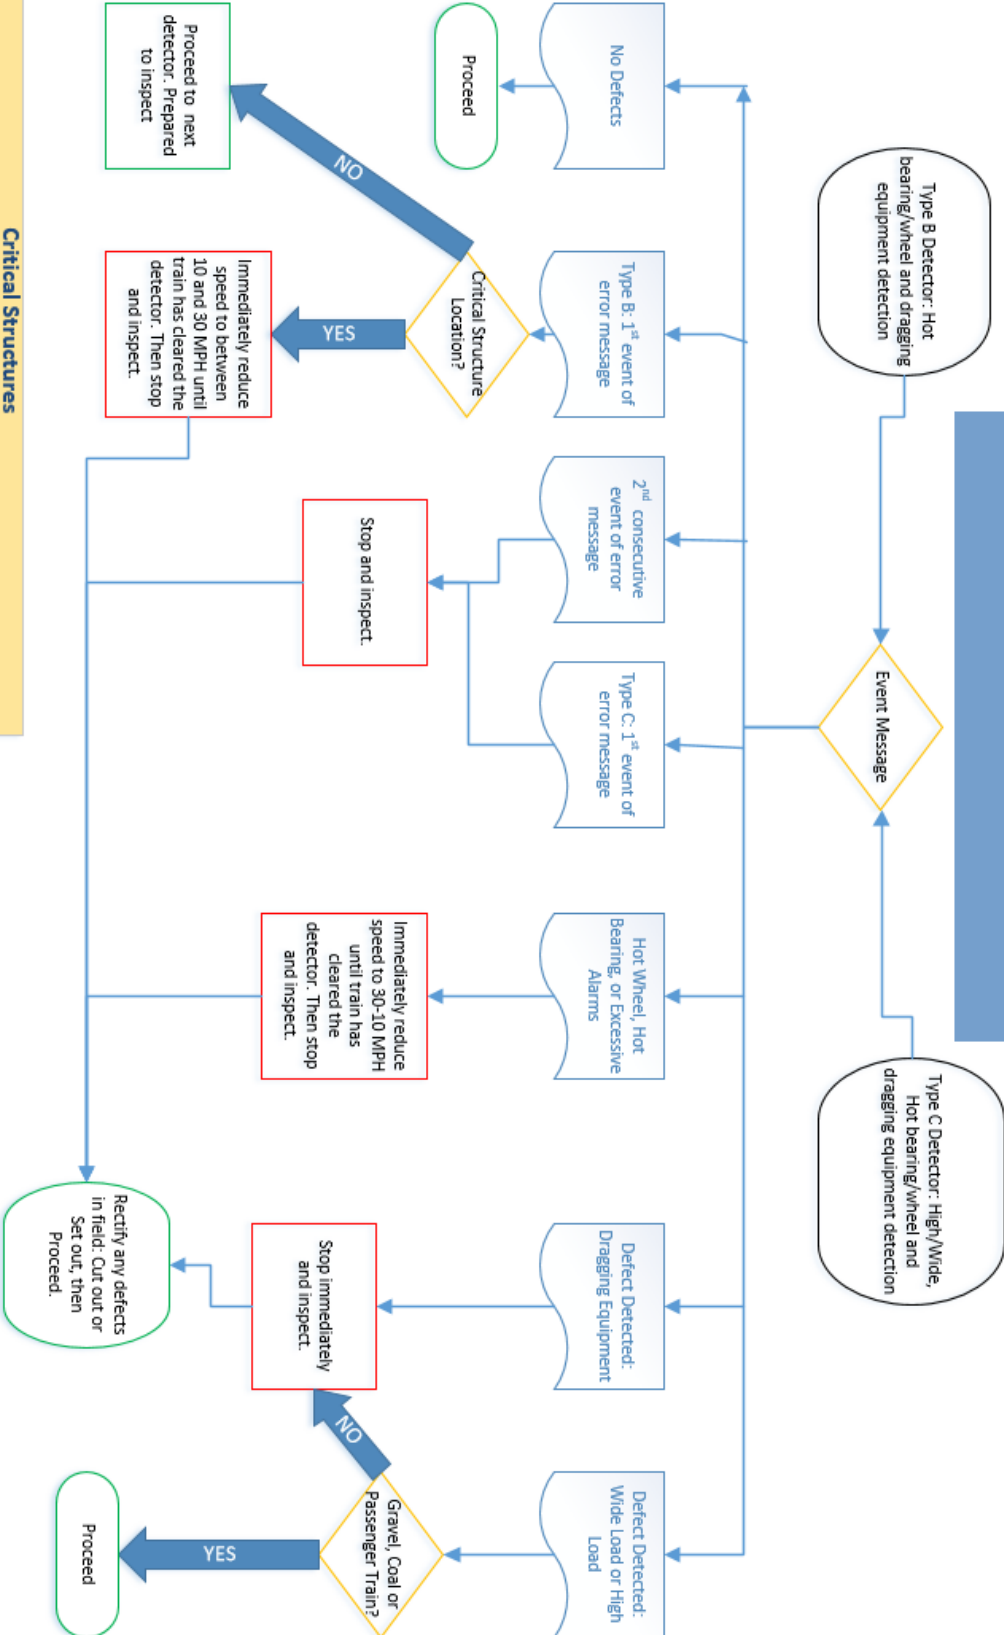 Type B Detector: Hot
bearing/wheel and dragging
equipment detection
Event Message
Type C Detector: High/Wide,
Hot bearing/wheel and
dragging equipment detection
No Defects
Type B: 1st event of
error message
2nd consecutive
event of error
message
Type C: 1st event of
error message
Hot Wheel, Hot
Bearing, or Excessive
Alarms
Defect Detected:
Dragging Equipment
Defect Detected:
Wide Load or High
Load
Proceed
Critical Structure
Location?
NO
YES
Stop and inspect.
Immediately reduce
speed to 30-10 MPH
until train has
cleared the
detector. Then stop
and inspect.
Stop immediately
and inspect.
NO
Gravel, Coal or
Passenger Train?
YES
Proceed to next
detector. Prepared
to inspect
Immediately reduce
speed to between
10 and 30 MPH until
train has cleared the
detector. Then stop
and inspect.
Rectify any defects
in field: Cut out or
Set out, then
Proceed.
Proceed
Critical Structures